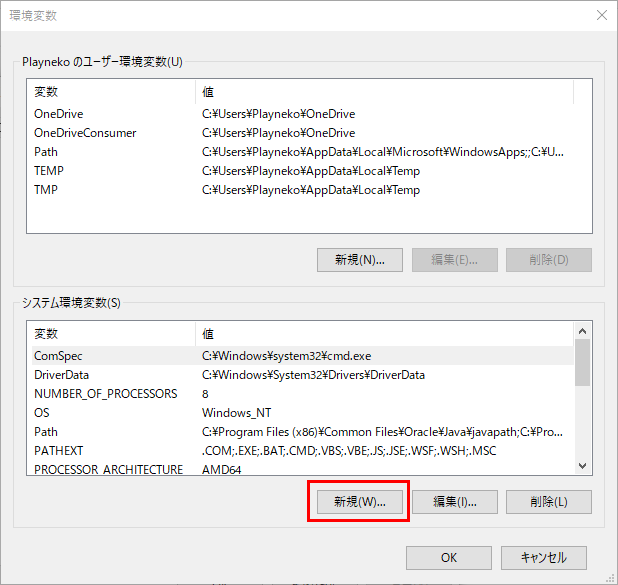 環境変数
Playneko のユーザー環境変数(U)
変数 値
OneDrive C:¥Users¥Playneko¥OneDrive
OneDriveConsumer C:¥Users¥Playneko¥OneDrive
Path C:¥Users¥Playneko¥AppData¥Local¥Microsoft¥WindowsApps;;C:¥U...
TEMP C:¥Users¥Playneko¥AppData¥Local¥Temp
TMP C:¥Users¥Playneko¥AppData¥Local¥Temp
新規(N)... 編集(E)... 削除(D)
システム環境変数(S)
変数 値
ComSpec C:¥Windows¥system32¥cmd.exe
DriverData C:¥Windows¥System32¥Drivers¥DriverData
NUMBER_OF_PROCESSORS 8
OS Windows_NT
Path C:¥Program Files (x86)¥Common Files¥Oracle¥Java¥javapath;C:¥Pro...
PATHEXT .COM;.EXE;.BAT;.CMD;.VBS;.VBE;.JS;.JSE;.WSF;.WSH;.MSC
PROCESSOR_ARCHITECTURE AMD64
新規(W)... 編集(I)... 削除(L)
OK キャンセル